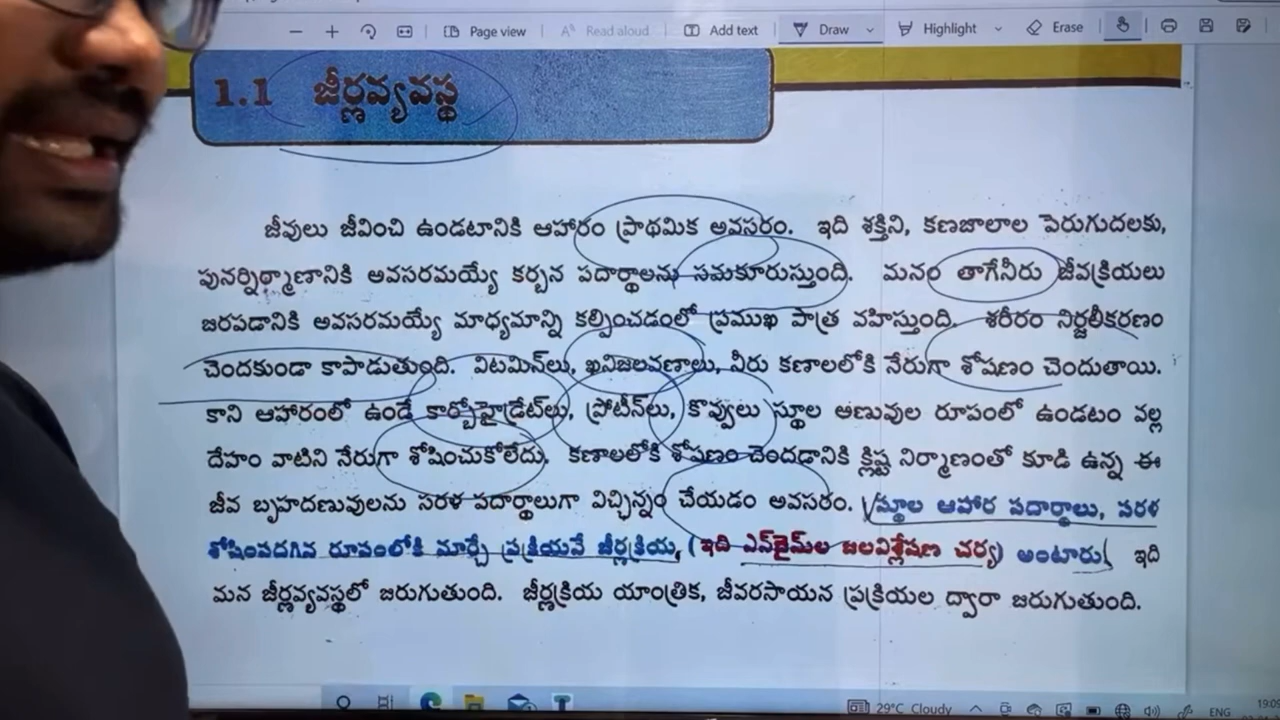 Page view Read aloud Add text Draw Highlight Erase
1.1 జీర్ణవ్యవస్థ
జీవులు జీవించి ఉండటానికి ఆహారం ప్రాథమిక అవసరం. ఇది శక్తిని, కణజాలాల పెరుగుదలకు,
పునర్నిర్మాణానికి అవసరమయ్యే కర్బన పదార్థాలను సమకూరుస్తుంది. మనం తాగేనీరు జీవక్రియలు
జరపడానికి అవసరమయ్యే మాధ్యమాన్ని కల్పించడంలో ప్రముఖ పాత్ర వహిస్తుంది. శరీరం నిర్జలీకరణం
చెందకుండా కాపాడుతుంది. విటమిన్‌లు, ఖనిజలవణాలు, నీరు కణాలలోకి నేరుగా శోషణం చెందుతాయి.
కాని ఆహారంలో ఉండే కార్బోహైడ్రేట్‌లు, ప్రోటీన్‌లు, కొవ్వులు స్థూల అణువుల రూపంలో ఉండటం వల్ల
దేహం వాటిని నేరుగా శోషించుకోలేదు. కణాలలోకి శోషణం చెందడానికి క్లిష్ట నిర్మాణంతో కూడి ఉన్న ఈ
జీవ బృహదణువులను సరళ పదార్థాలుగా విచ్ఛిన్నం చేయడం అవసరం. స్థూల ఆహార పదార్థాలు, సరళ
శోషింపదగిన రూపంలోకి మార్చే ప్రక్రియవే జీర్ణక్రియ, (ఇది ఎన్‌జైమ్‌ల జలవిశ్లేషణ చర్య) అంటారు. ఇది
మన జీర్ణవ్యవస్థలో జరుగుతుంది. జీర్ణక్రియ యాంత్రిక, జీవరసాయన ప్రక్రియల ద్వారా జరుగుతుంది.
29°C Cloudy ENG